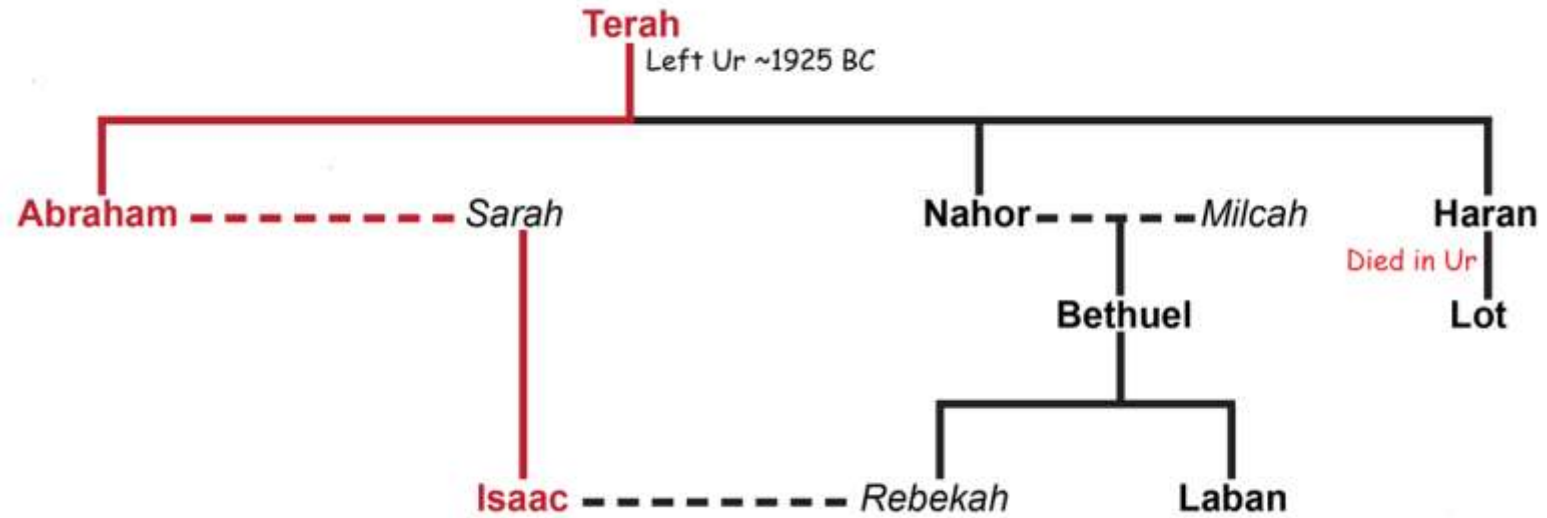 Terah
Left Ur ~1925 BC
Abraham Sarah Nahor Milcah Haran
Died in Ur
Bethuel Lot
Isaac Rebekah Laban